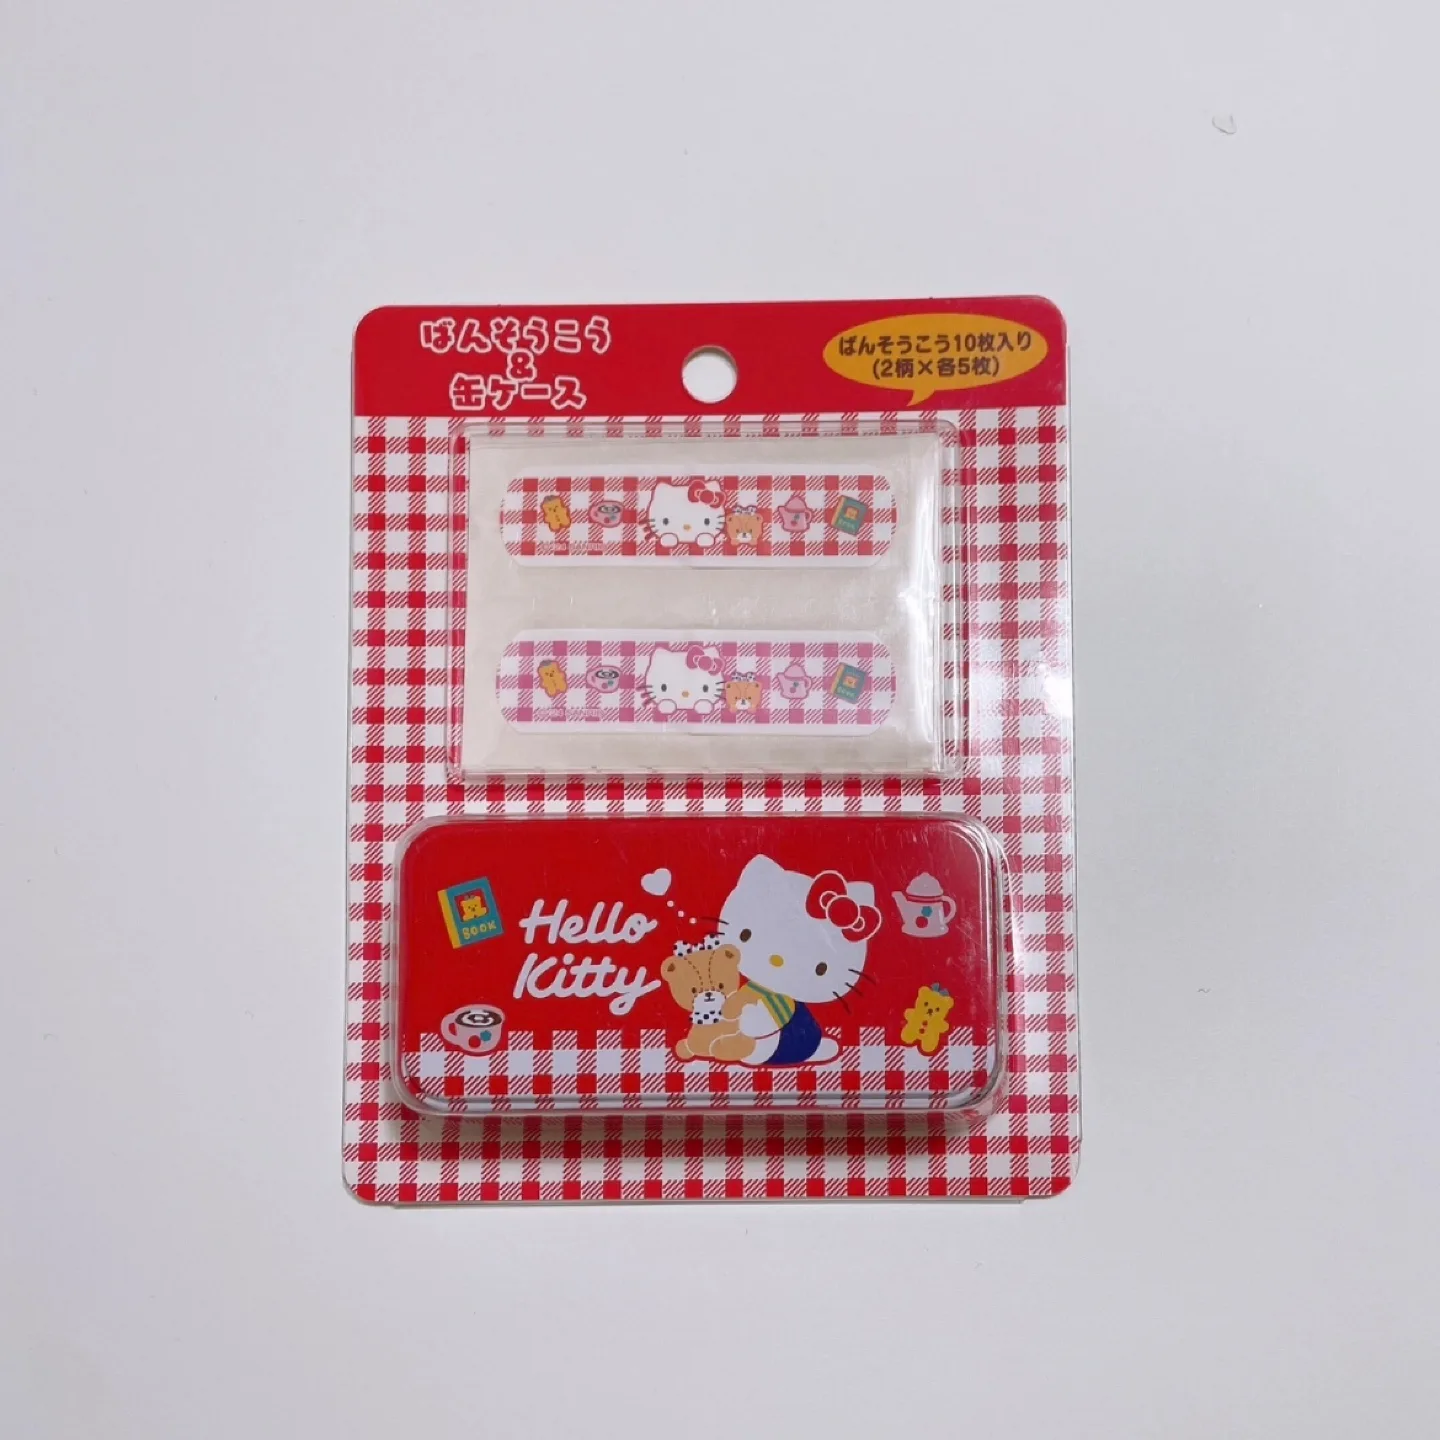 ばんそうこう
&
缶ケース
ばんそうこう10枚入り
(2柄×各5枚)
BOOK
Hello
Kitty